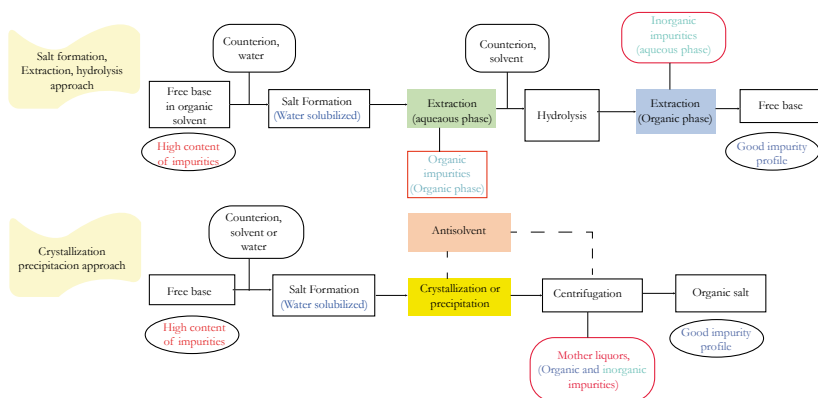 Salt formation,
Extraction, hydrolysis
approach
Counterion,
water
Free base
in organic
solvent
High content
of impurities
Salt Formation
(Water solubilized)
Extraction
(aqueaous phase)
Organic
impurities
(Organic phase)
Counterion,
solvent
Hydrolysis
Inorganic
impurities
(aqueous phase)
Extraction
(Organic phase)
Free base
Good impurity
profile
Crystallization
precipitacion approach
Counterion,
solvent or
water
Free base
High content
of impurities
Salt Formation
(Water solubilized)
Antisolvent
Crystallization or
precipitation
Centrifugation
Mother liquors,
(Organic and inorganic
impurities)
Organic salt
Good impurity
profile